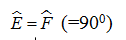 Ê = F̂ (=90⁰)